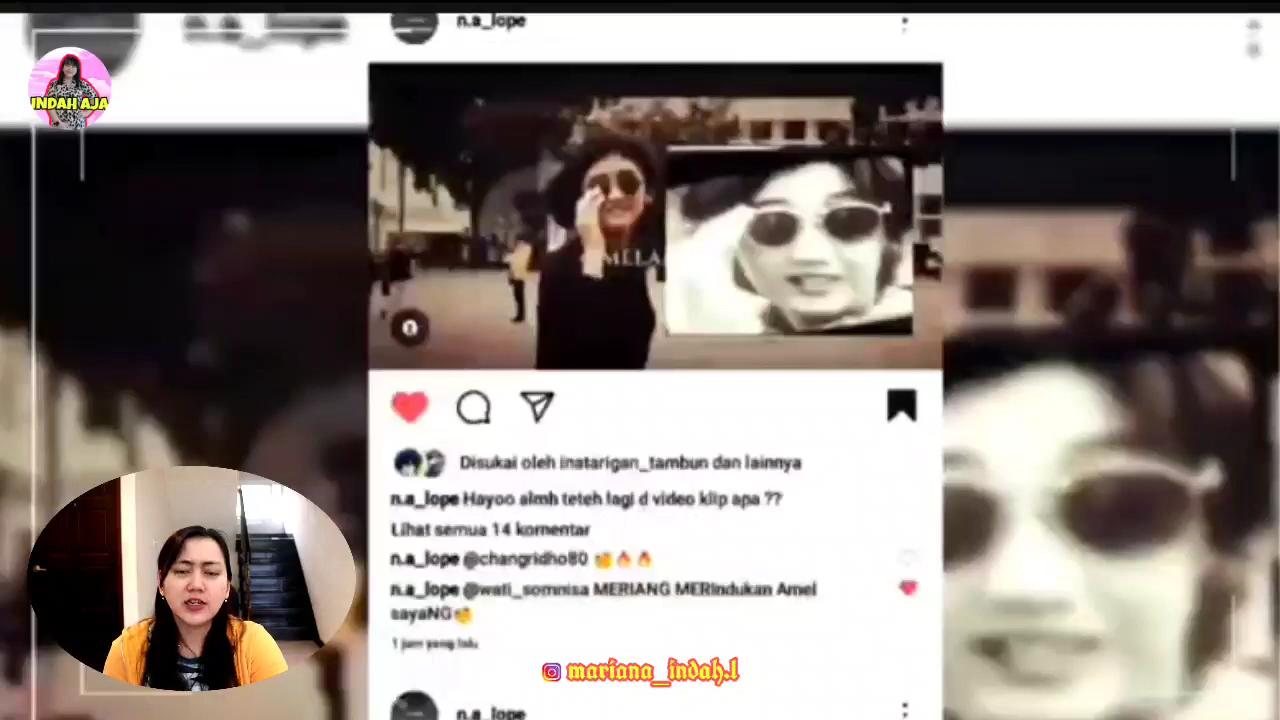 n.a_lope
INDAH AJA
MELA
Disukai oleh inatarigan_tambun dan lainnya
n.a_lope Hayoo almh teteh lagi d video klip apa ??
Lihat semua 14 komentar
n.a_lope @changridho80 👏🔥🔥
n.a_lope @wati_somnisa MERIANG MERIndukan Amel
sayaNG👏
1 jam yang lalu
mariana_indah.l
n.a_lope